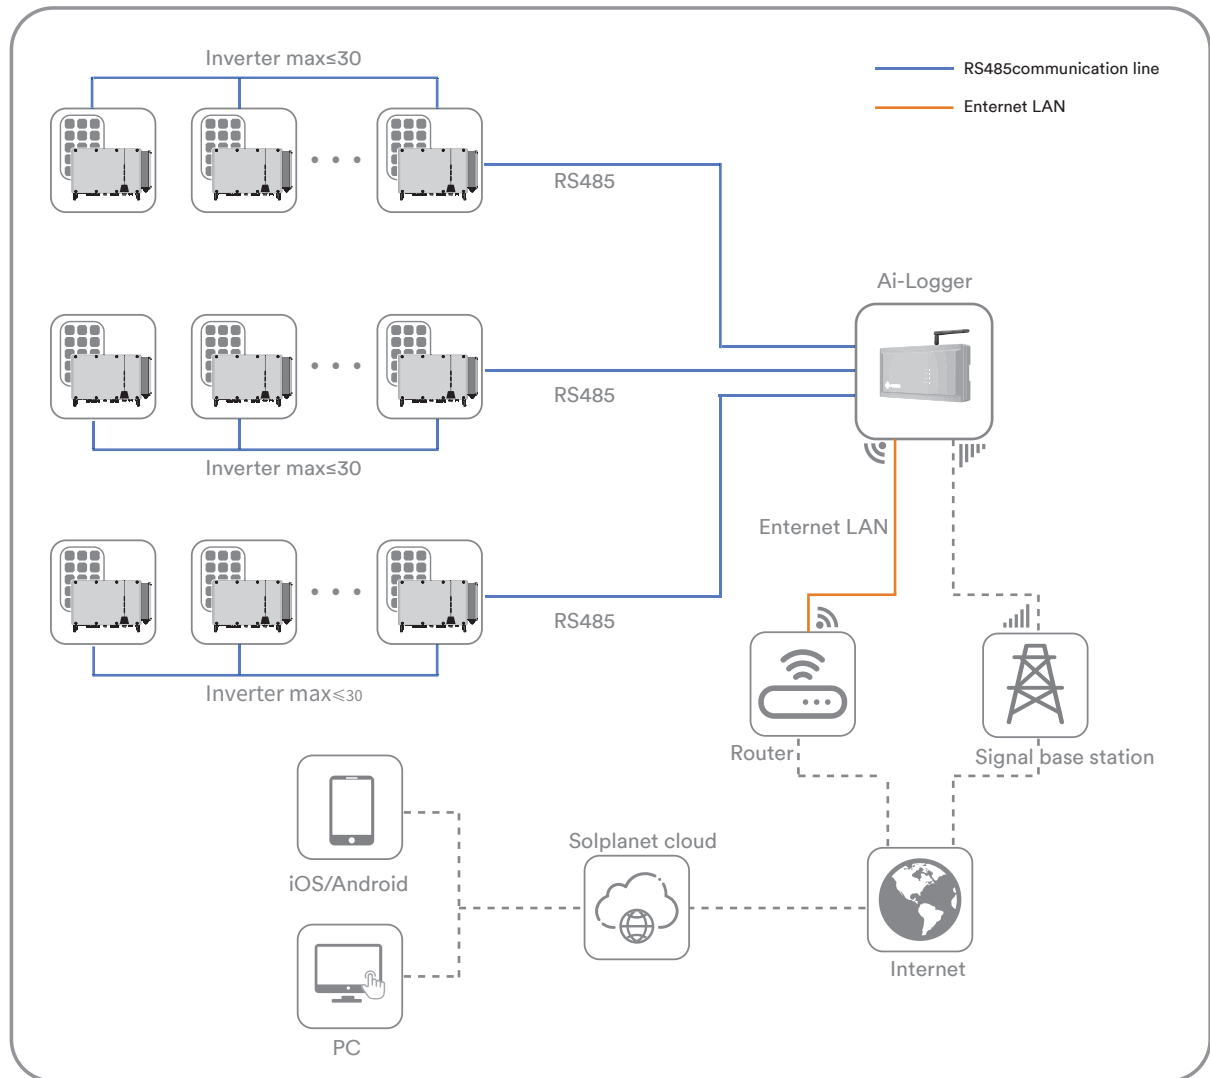 Inverter max≤30
RS485communication line
Enternet LAN
RS485
Ai-Logger
RS485
Inverter max≤30
Enternet LAN
RS485
Inverter max≤30
Router
Signal base station
Solplanet cloud
iOS/Android
Internet
PC